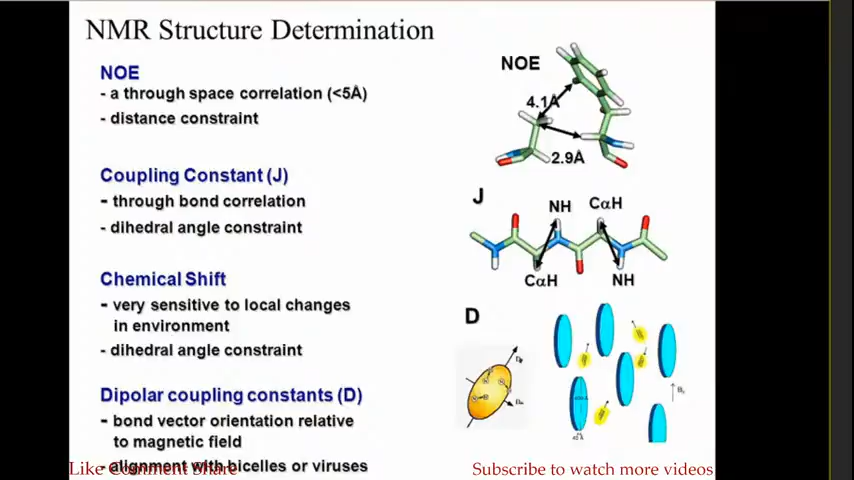 NMR Structure Determination
NOE
- a through space correlation (<5Å)
- distance constraint
Coupling Constant (J)
- through bond correlation
- dihedral angle constraint
Chemical Shift
- very sensitive to local changes
in environment
- dihedral angle constraint
Dipolar coupling constants (D)
- bond vector orientation relative
to magnetic field
- alignment with bicelles or viruses
NOE
4.1Å
2.9Å
J
NH
CαH
CαH
NH
D
Like Comment Share
Subscribe to watch more videos